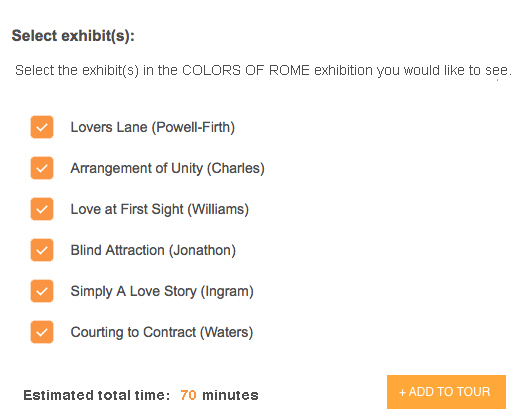 Select exhibit(s):
Select the exhibit(s) in the COLORS OF ROME exhibition you would like to see.
Lovers Lane (Powell-Firth)
Arrangement of Unity (Charles)
Love at First Sight (Williams)
Blind Attraction (Jonathon)
Simply A Love Story (Ingram)
Courting to Contract (Waters)
Estimated total time: 70 minutes
+ ADD TO TOUR